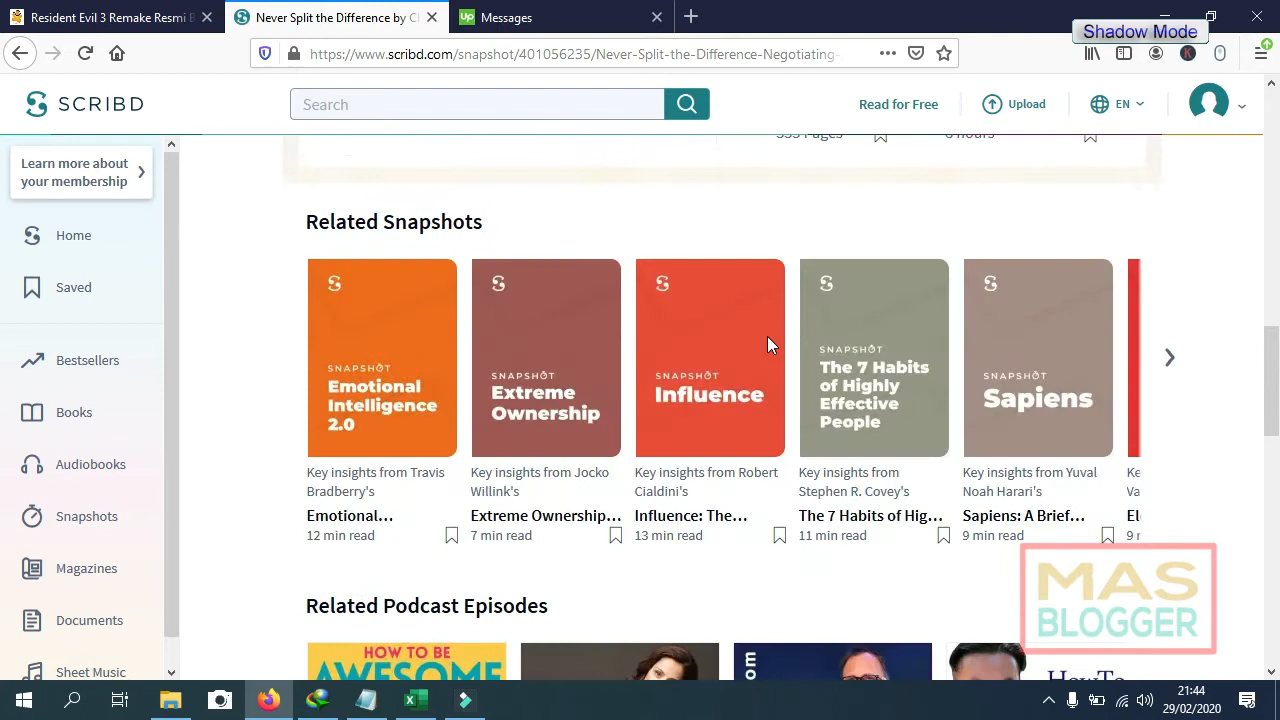 Resident Evil 3 Remake Resmi B
Never Split the Difference by C
Up
Messages
Shadow Mode
https://www.scribd.com/snapshot/401056235/Never-Split-the-Difference-Negotiating-
K
SCRIBD
Search
Read for Free
Upload
EN
Learn more about
your membership
Home
Saved
Bestsellers
Books
Audiobooks
Snapshots
Magazines
Documents
Sheet Music
Related Snapshots
SNAPSHOT
Emotional
Intelligence
2.0
Key insights from Travis
Bradberry's
Emotional...
12 min read
SNAPSHOT
Extreme
Ownership
Key insights from Jocko
Willink's
Extreme Ownership...
7 min read
SNAPSHOT
Influence
Key insights from Robert
Cialdini's
Influence: The...
13 min read
SNAPSHOT
The 7 Habits
of Highly
Effective
People
Key insights from
Stephen R. Covey's
The 7 Habits of Hig...
11 min read
SNAPSHOT
Sapiens
Key insights from Yuval
Noah Harari's
Sapiens: A Brief...
9 min read
Ke
Va
El
9 r
MAS
BLOGGER
Related Podcast Episodes
HOW TO BE
AWESOME
om
HowTo
21:44
29/02/2020